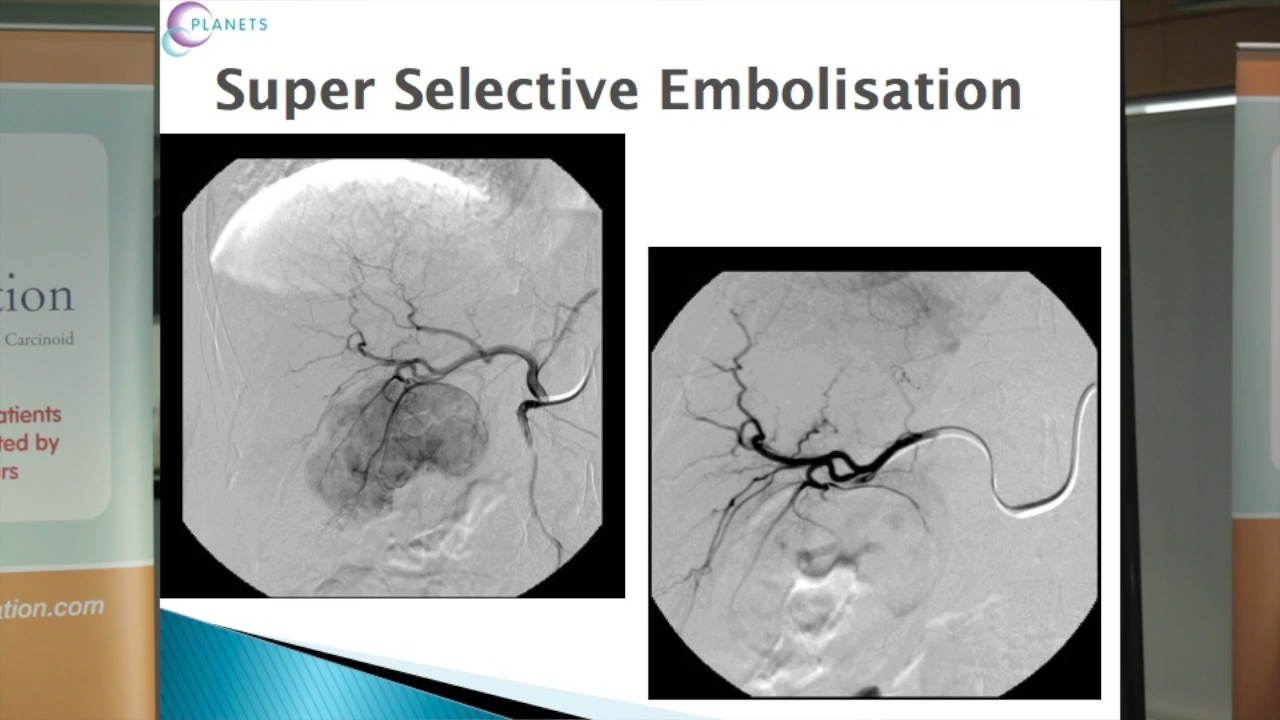 PLANETS
Super Selective Embolisation
tion
Carcinoid
atients
ted by
rs
ation.com